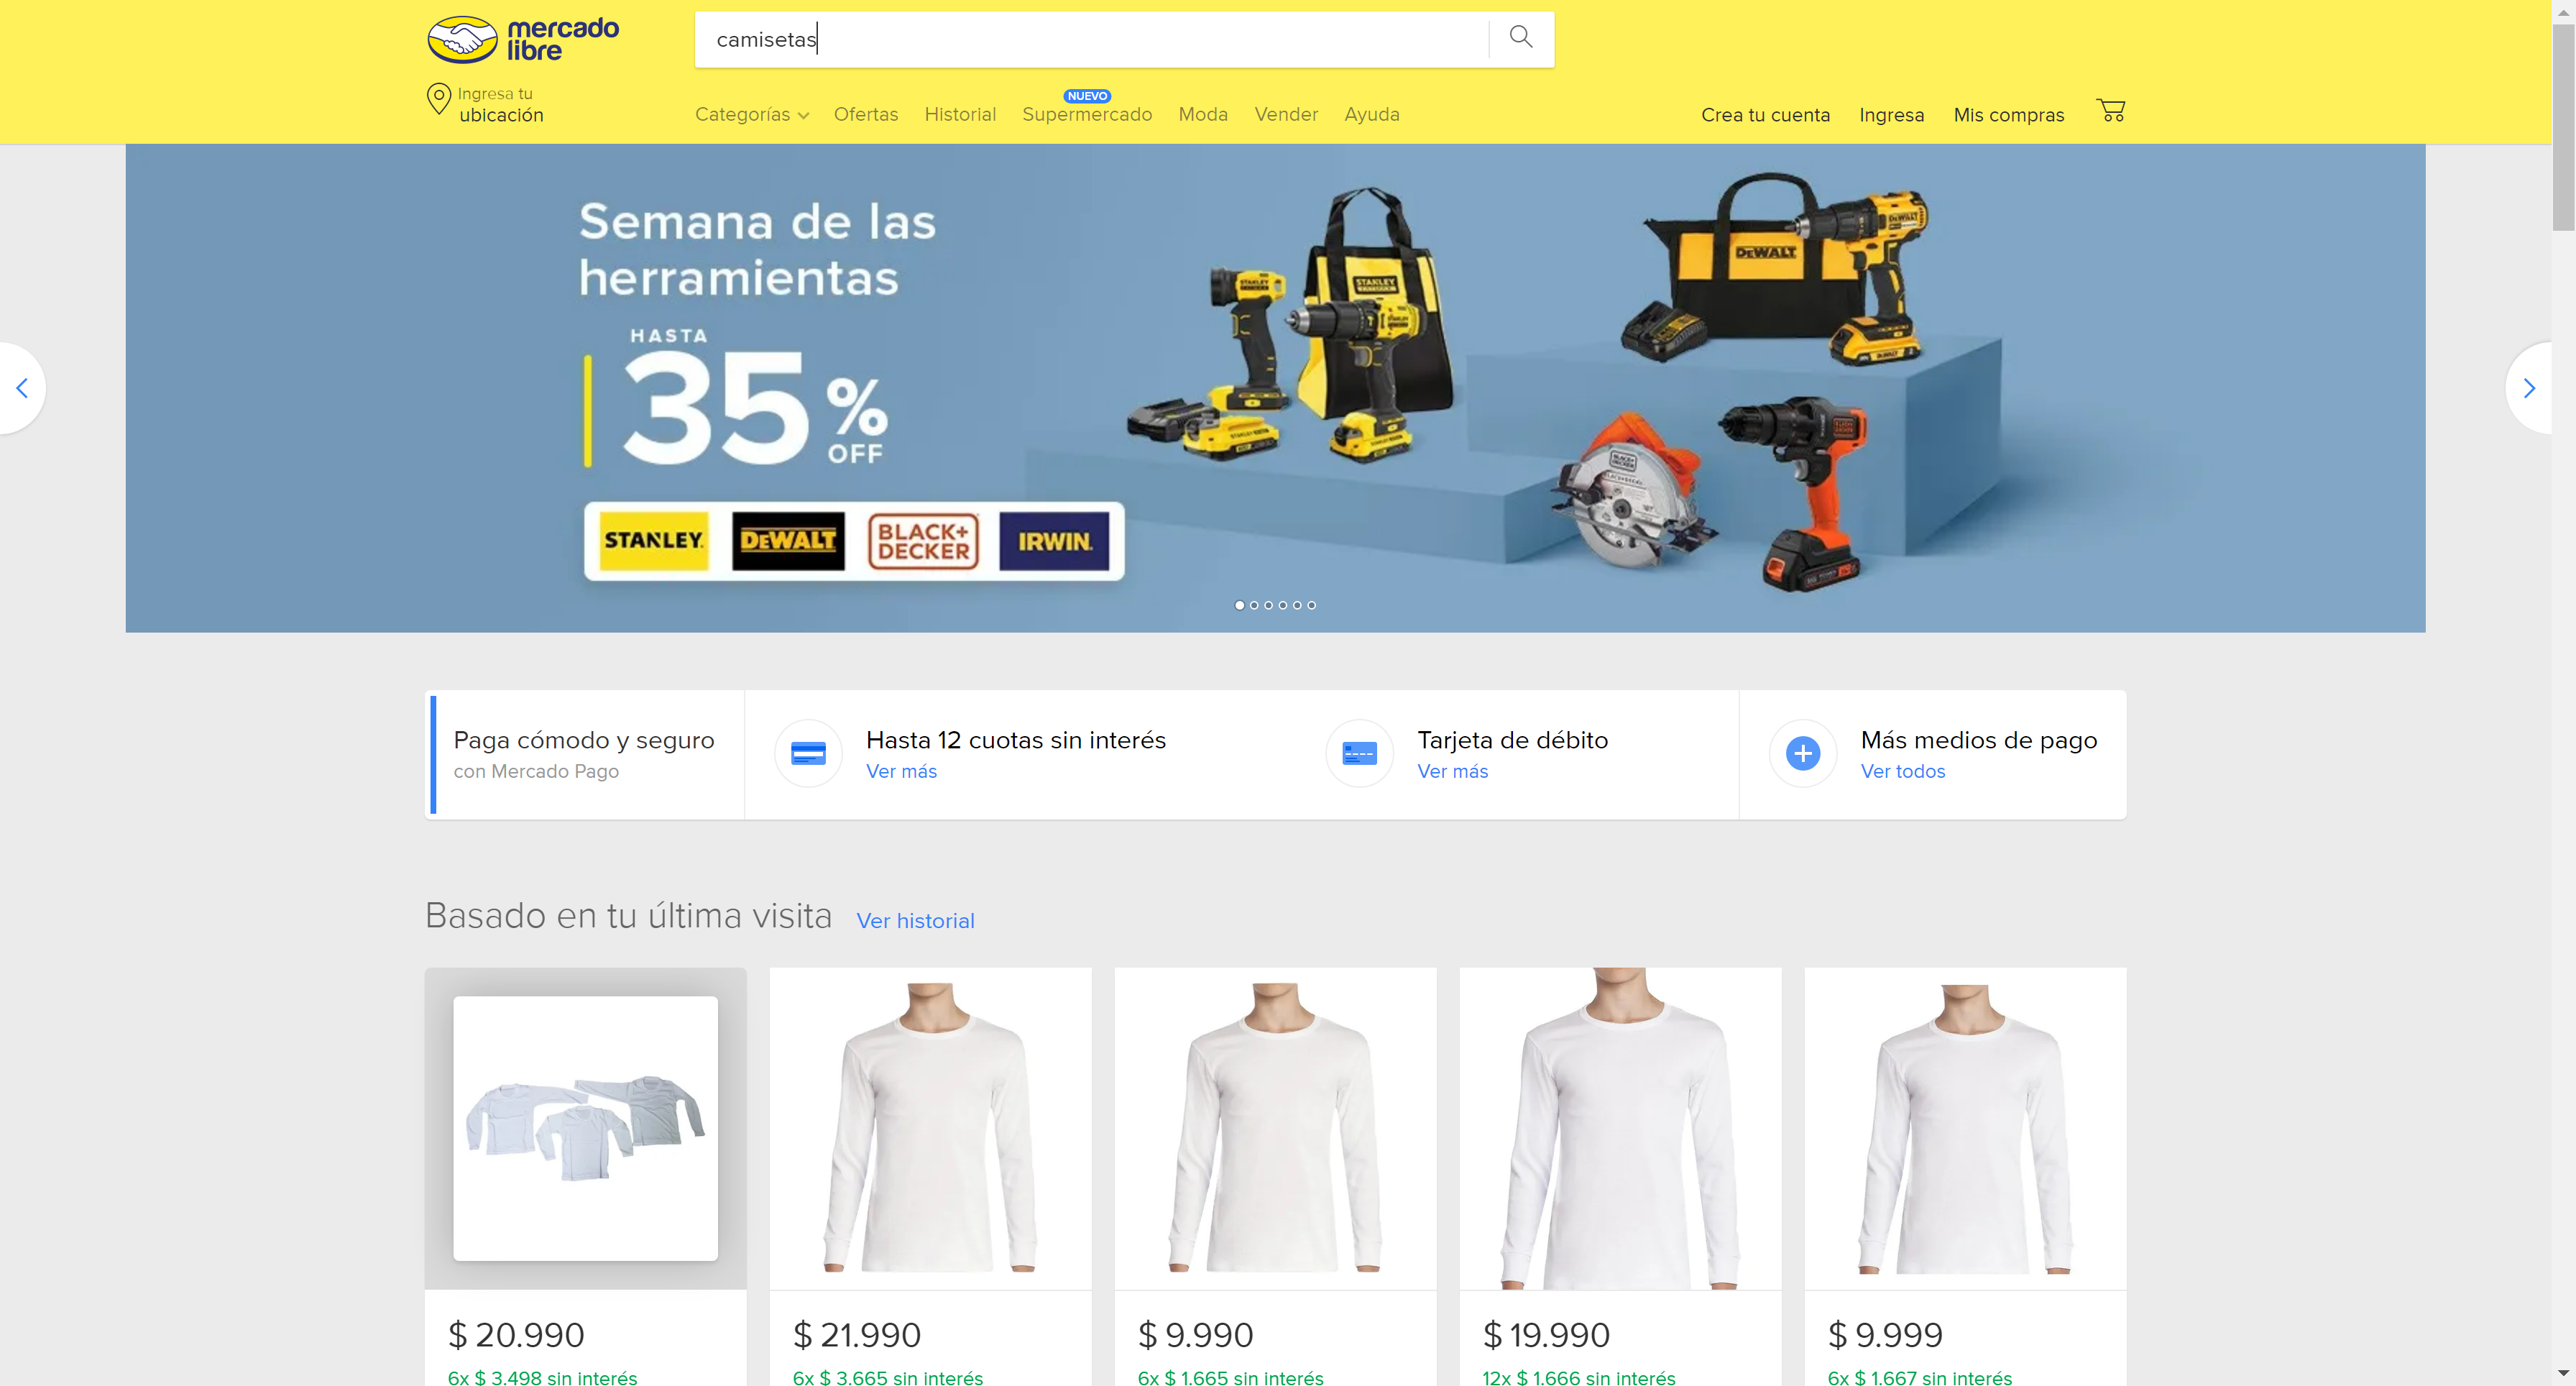 mercado
libre
camisetas
Ingresa tu
ubicación
Categorías
Ofertas
Historial
NUEVO
Supermercado
Moda
Vender
Ayuda
Crea tu cuenta
Ingresa
Mis compras
Semana de las
herramientas
HASTA
35%
OFF
STANLEY
DEWALT
BLACK+
DECKER
IRWIN
STANLEY
DEWALT
Paga cómodo y seguro
con Mercado Pago
Hasta 12 cuotas sin interés
Ver más
Tarjeta de débito
Ver más
Más medios de pago
Ver todos
Basado en tu última visita
Ver historial
$ 20.990
6x $ 3.498 sin interés
$ 21.990
6x $ 3.665 sin interés
$ 9.990
6x $ 1.665 sin interés
$ 19.990
12x $ 1.666 sin interés
$ 9.999
6x $ 1.667 sin interés